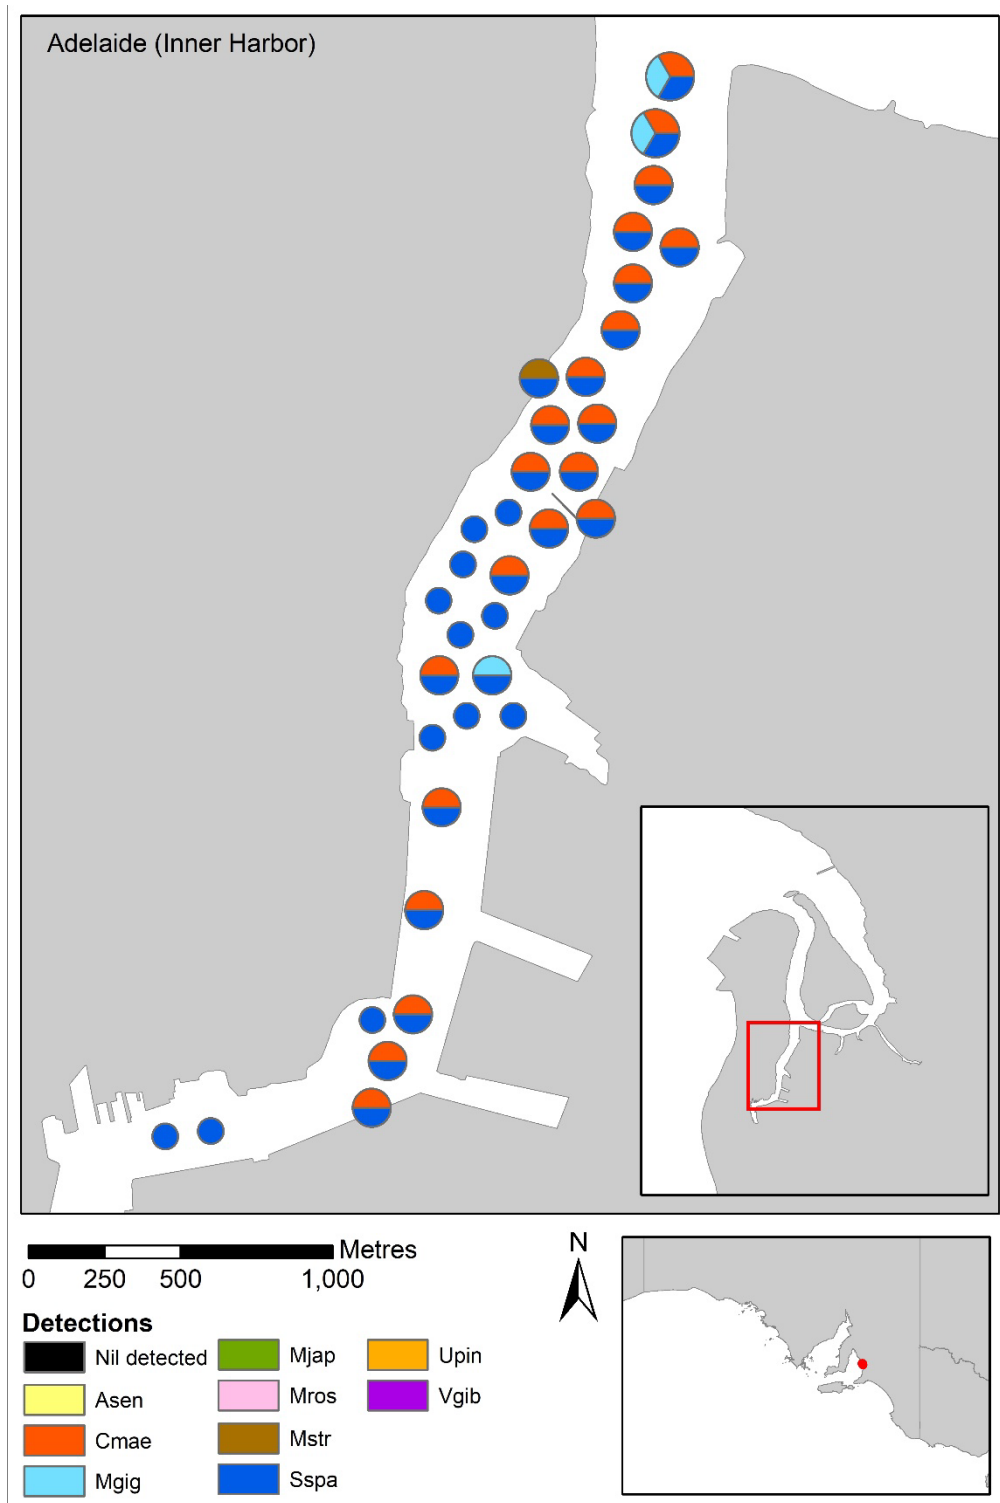 Adelaide (Inner Harbor)
Metres
0 250 500 1,000
N
Detections
Nil detected
Asen
Cmae
Mgig
Mjap
Mros
Mstr
Sspa
Upin
Vgib